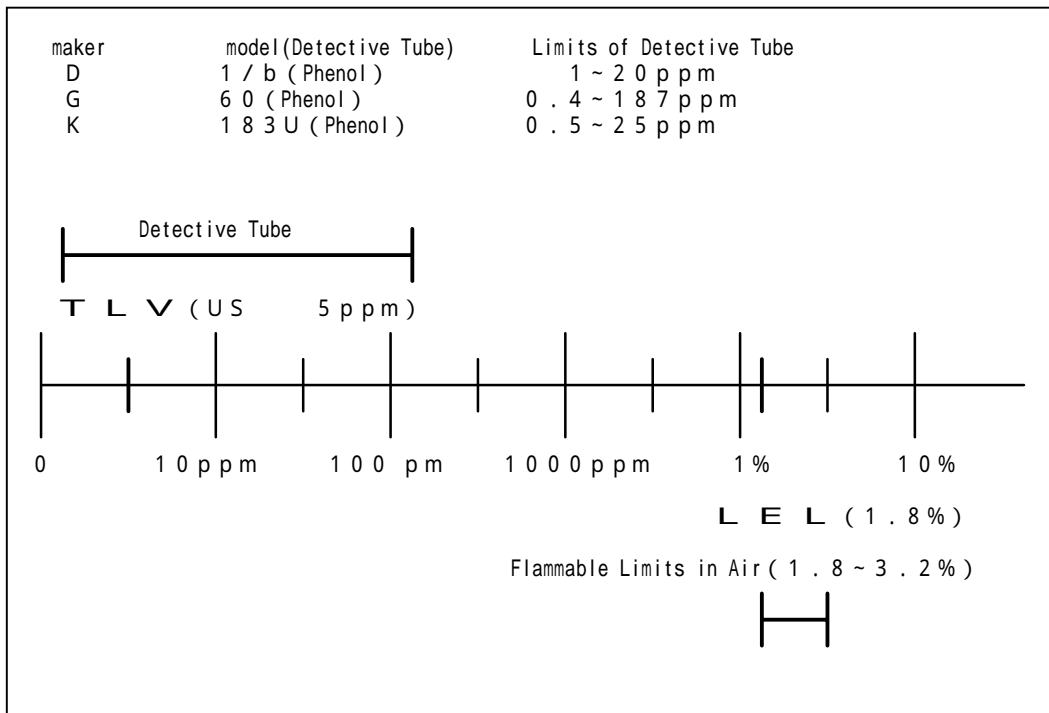 maker model(Detective Tube) Limits of Detective Tube
D 1/b(Phenol) 1~20ppm
G 60(Phenol) 0.4~187ppm
K 183U(Phenol) 0.5~25ppm
Detective Tube
TLV(US 5ppm)
0 10ppm 100 pm 1000ppm 1% 10%
LEL(1.8%)
Flammable Limits in Air(1.8~3.2%)